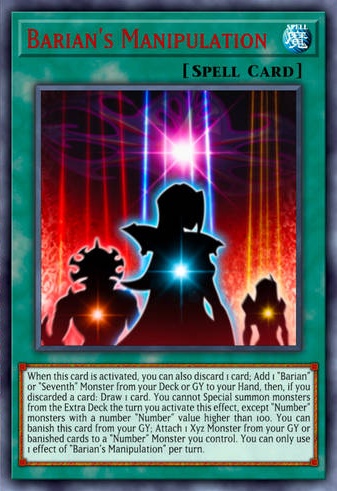 Barian's Manipulation
SPELL
[Spell Card]
When this card is activated, you can also discard 1 card; Add 1 "Barian"
or "Seventh" Monster from your Deck or GY to your Hand, then, if you
discarded a card: Draw 1 card. You cannot Special summon monsters
from the Extra Deck the turn you activate this effect, except "Number"
monsters with a number "Number" value higher than 100. You can
banish this card from your GY; Attach 1 Xyz Monster from your GY or
banished cards to a "Number" Monster you control. You can only use
1 effect of "Barian's Manipulation" per turn.